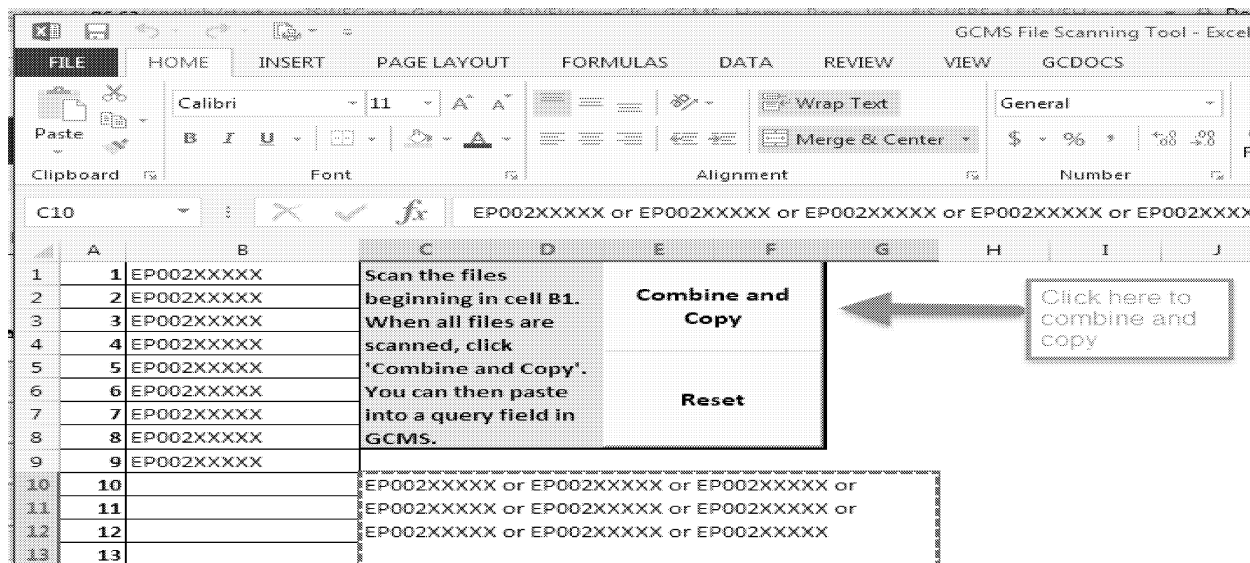 GCMS File Scanning Tool - Excel
FILE HOME INSERT PAGE LAYOUT FORMULAS DATA REVIEW VIEW GCDOCS
Calibri 11 Wrap Text General
Paste B I U Merge & Center $ %
Clipboard Font Alignment Number
C10 fx EP002XXXXX or EP002XXXXX or EP002XXXXX or EP002XXXXX or EP002XXXX
A B C D E F G H I J
1 1 EP002XXXXX Scan the files
2 2 EP002XXXXX beginning in cell B1. Combine and
3 3 EP002XXXXX When all files are Copy
4 4 EP002XXXXX scanned, click
5 5 EP002XXXXX 'Combine and Copy'.
6 6 EP002XXXXX You can then paste Reset
7 7 EP002XXXXX into a query field in
8 8 EP002XXXXX GCMS.
9 9 EP002XXXXX
Click here to
combine and
copy
10 10 EP002XXXXX or EP002XXXXX or EP002XXXXX or
11 11 EP002XXXXX or EP002XXXXX or EP002XXXXX or
12 12 EP002XXXXX or EP002XXXXX or EP002XXXXX
13 13